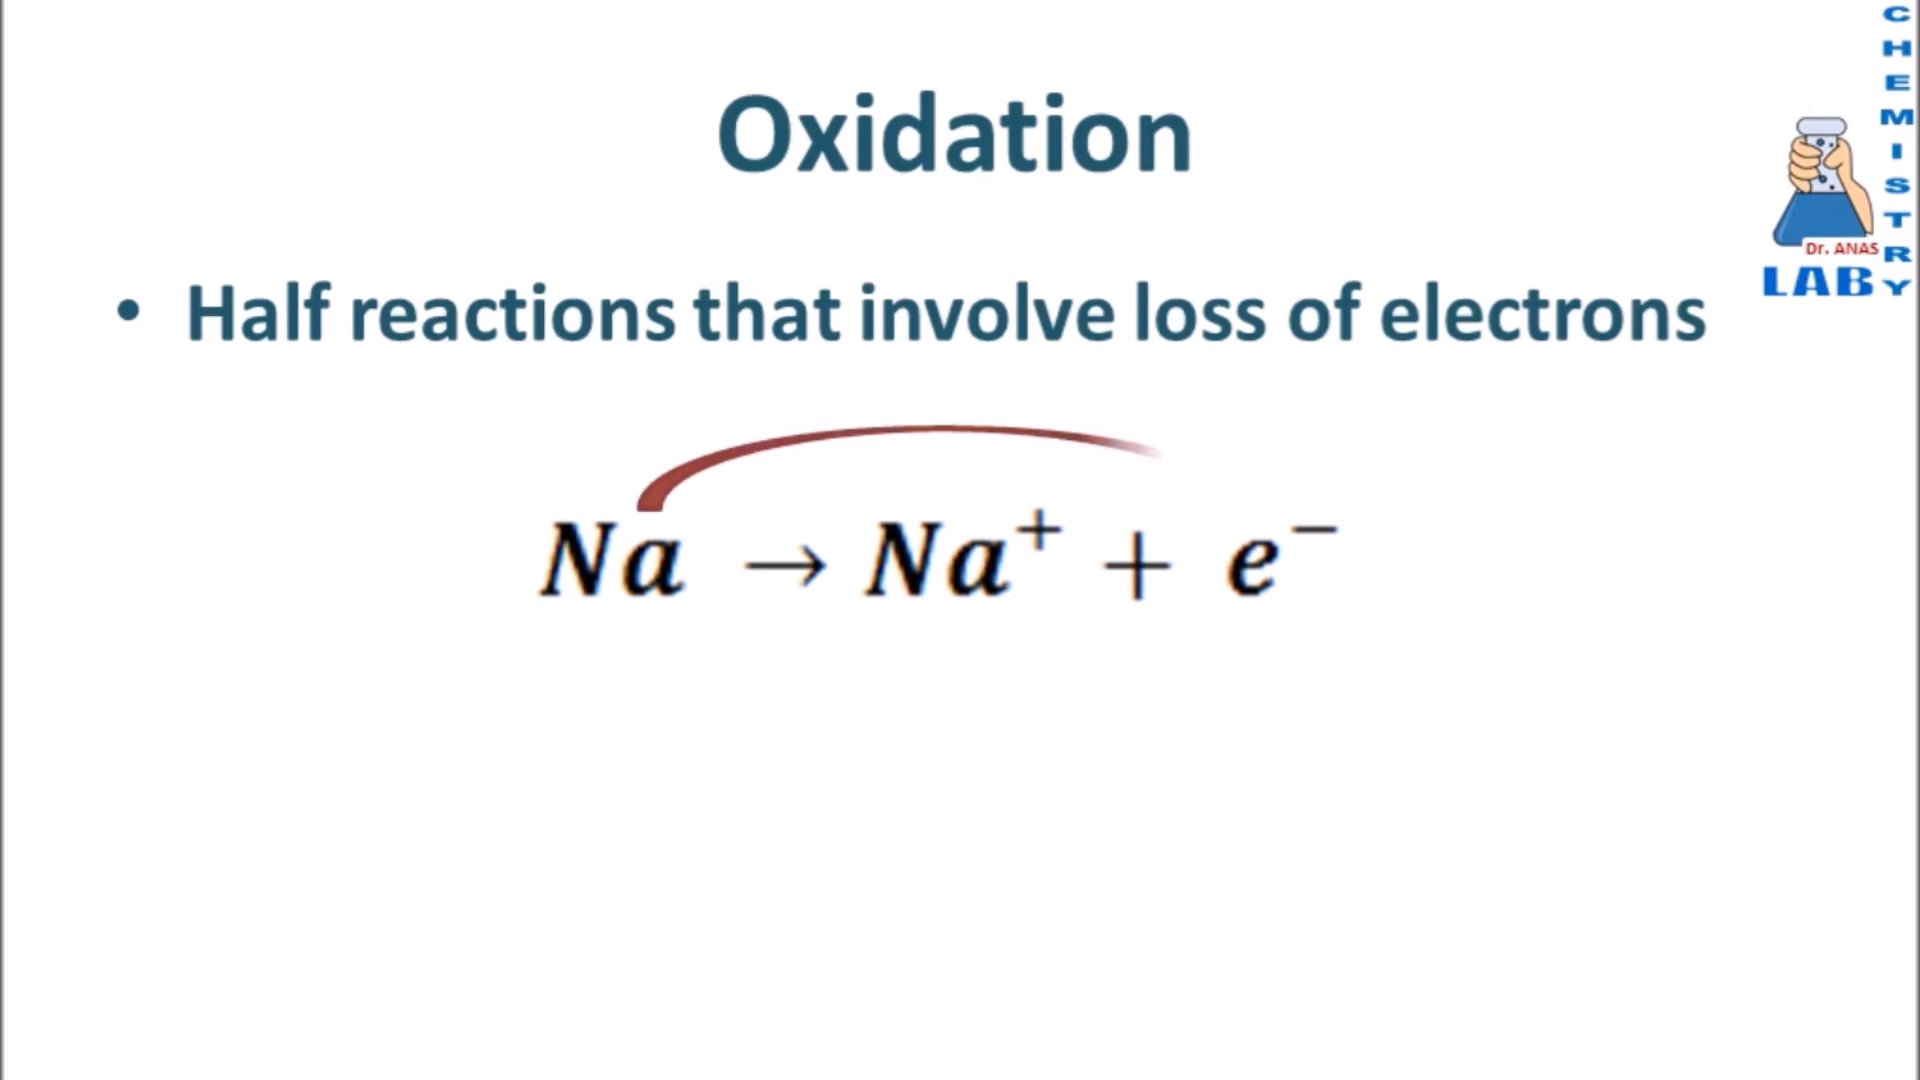 Oxidation
• Half reactions that involve loss of electrons
Na → Na⁺ + e⁻
CHEMISTRY
Dr. ANAS
LAB